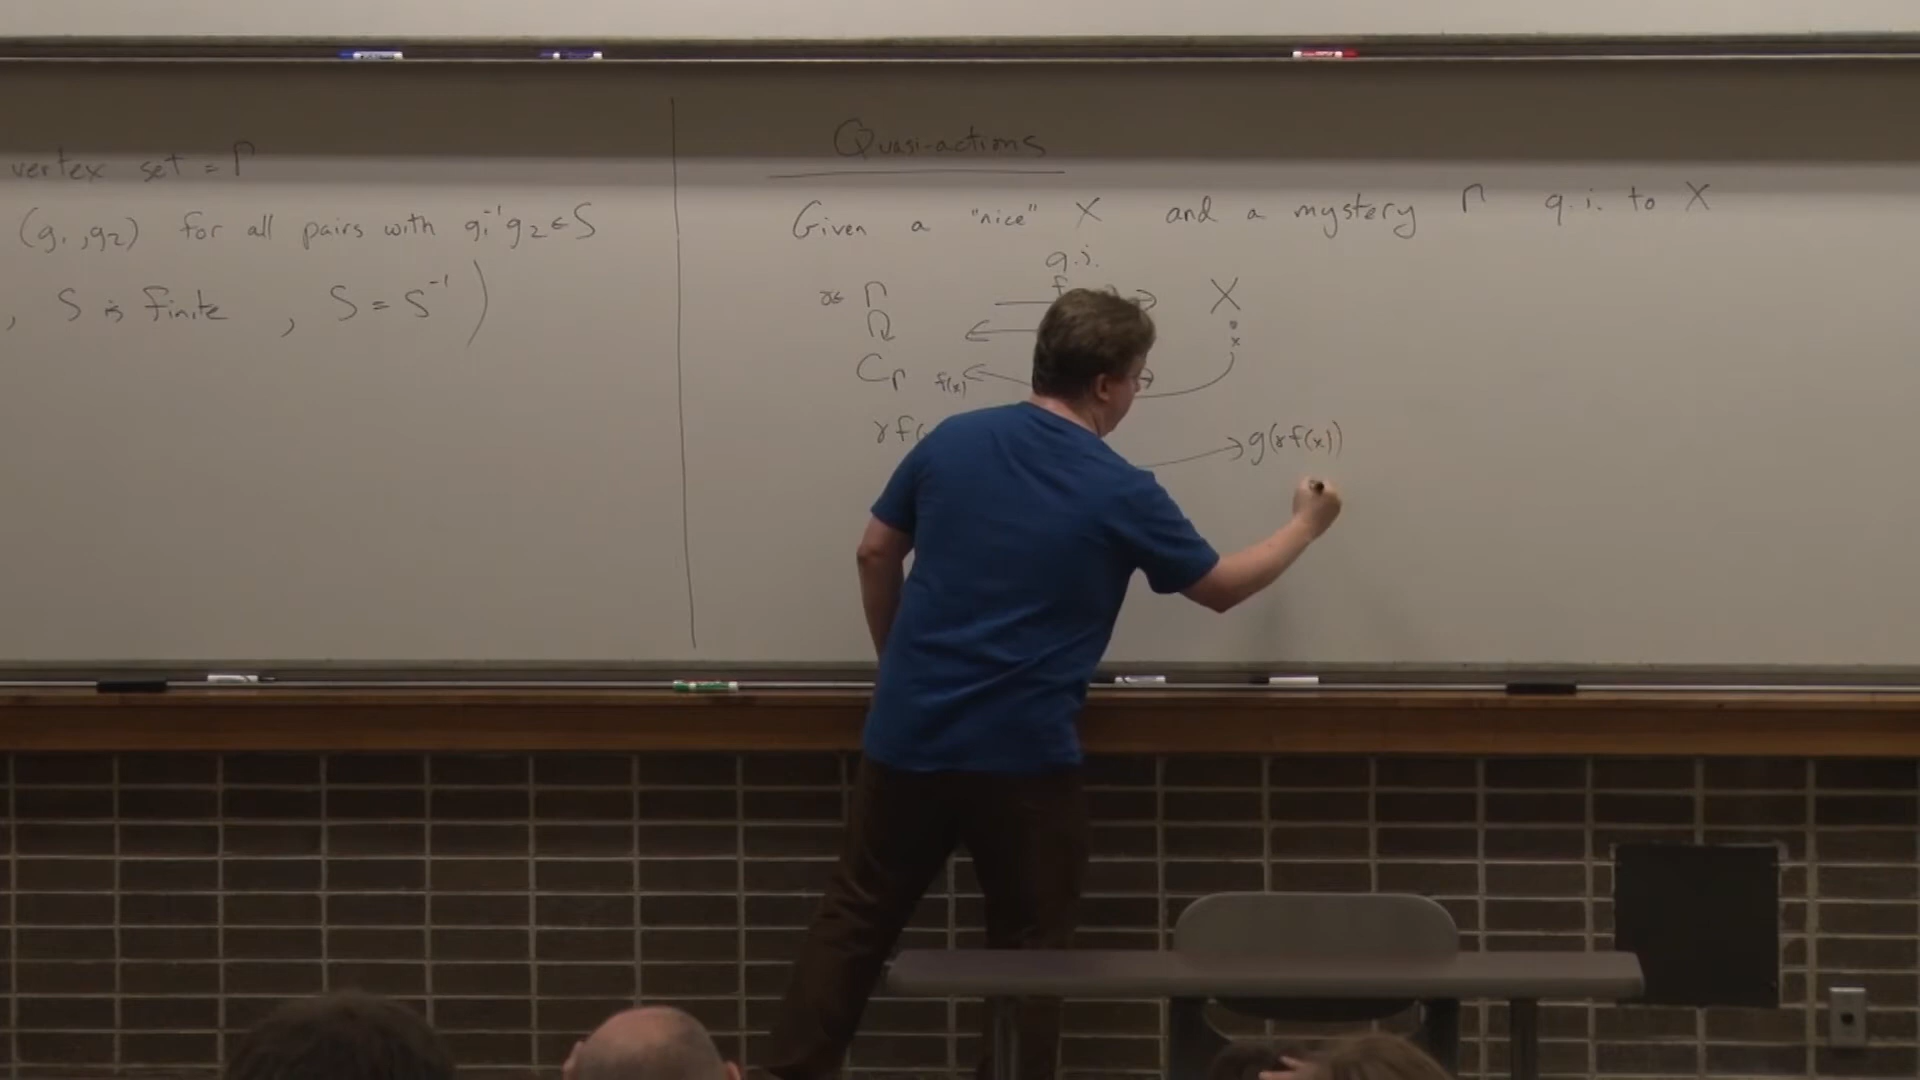 vertex set = Γ
(g₁, g₂) for all pairs with g₁⁻¹g₂ ∈ S
, S is finite , S = S⁻¹ )
Quasi-actions
Given a "nice" X and a mystery Γ q.i. to X
q.i.
γ∈ Γ f X
x
C_Γ f(x)
γf( g(γf(x))